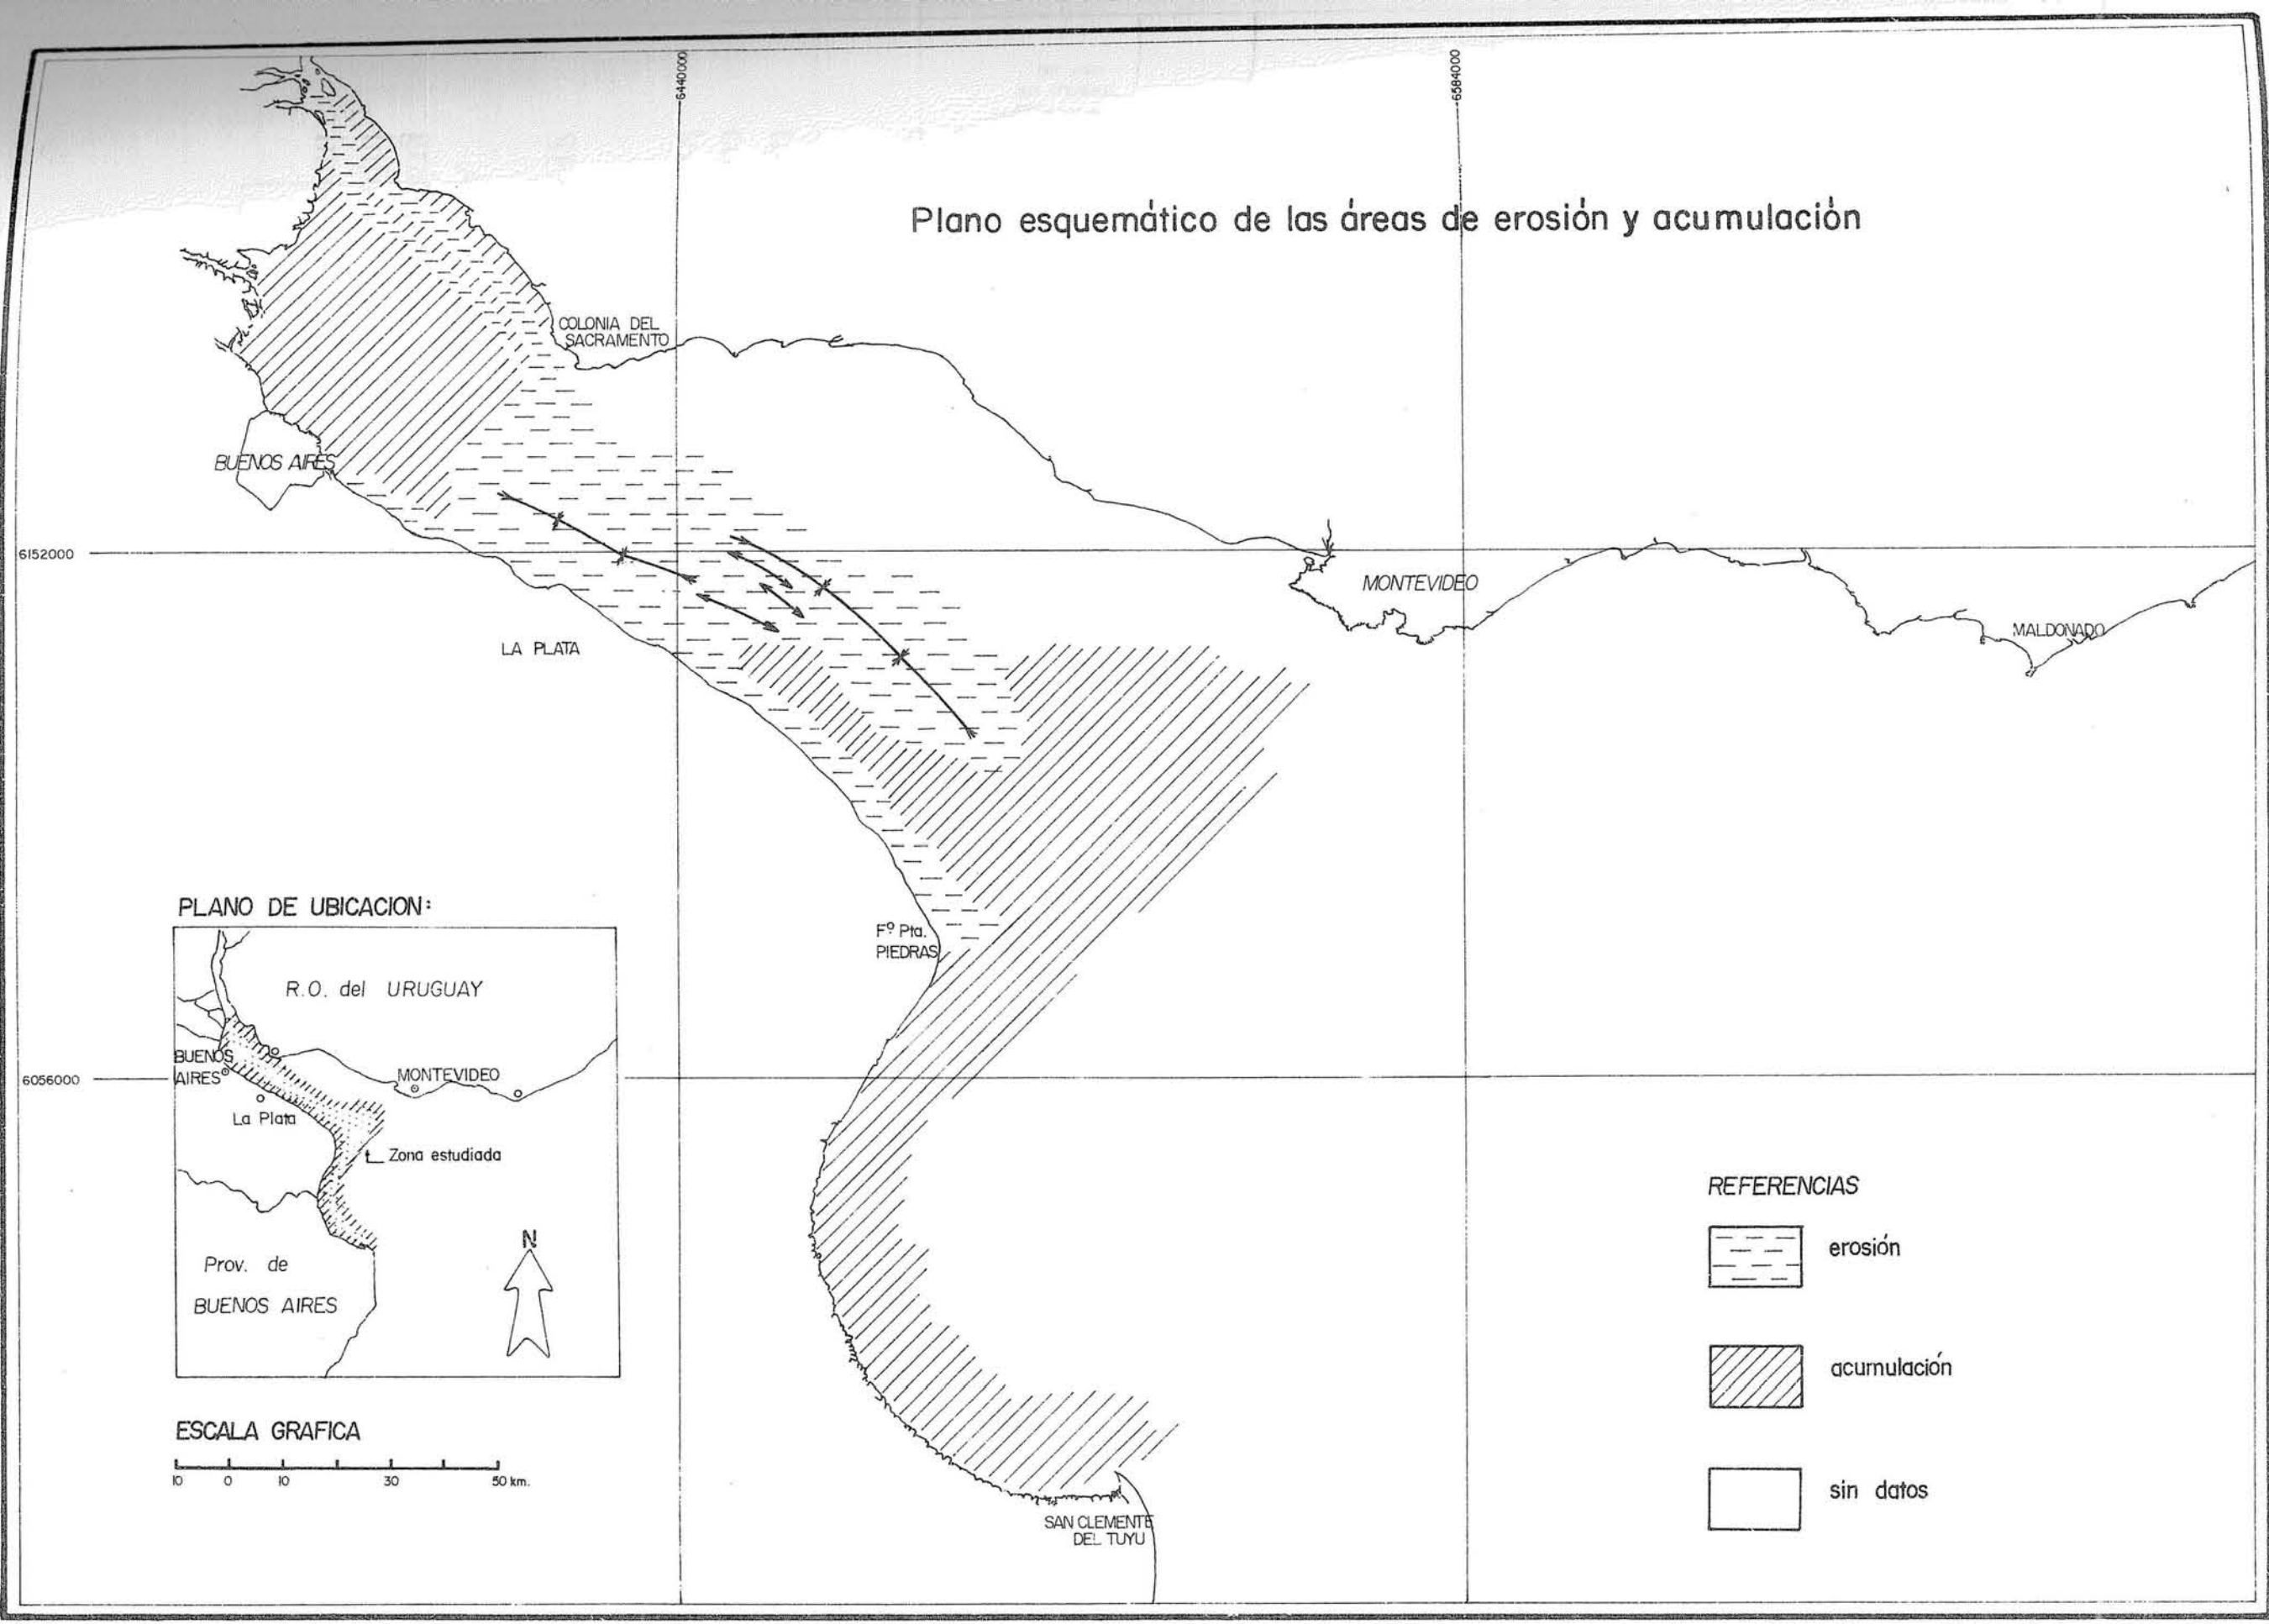 6440000
6584000
Plano esquemático de las áreas de erosión y acumulación
COLONIA DEL
SACRAMENTO
BUENOS AIRES
6152000
MONTEVIDEO
MALDONADO
LA PLATA
Fº Pta.
PIEDRAS
PLANO DE UBICACION:
R.O. del URUGUAY
BUENOS
AIRES
MONTEVIDEO
La Plata
Zona estudiada
Prov. de
BUENOS AIRES
N
6056000
ESCALA GRAFICA
10 0 10 30 50 km.
SAN CLEMENTE
DEL TUYU
REFERENCIAS
erosión
acumulación
sin datos